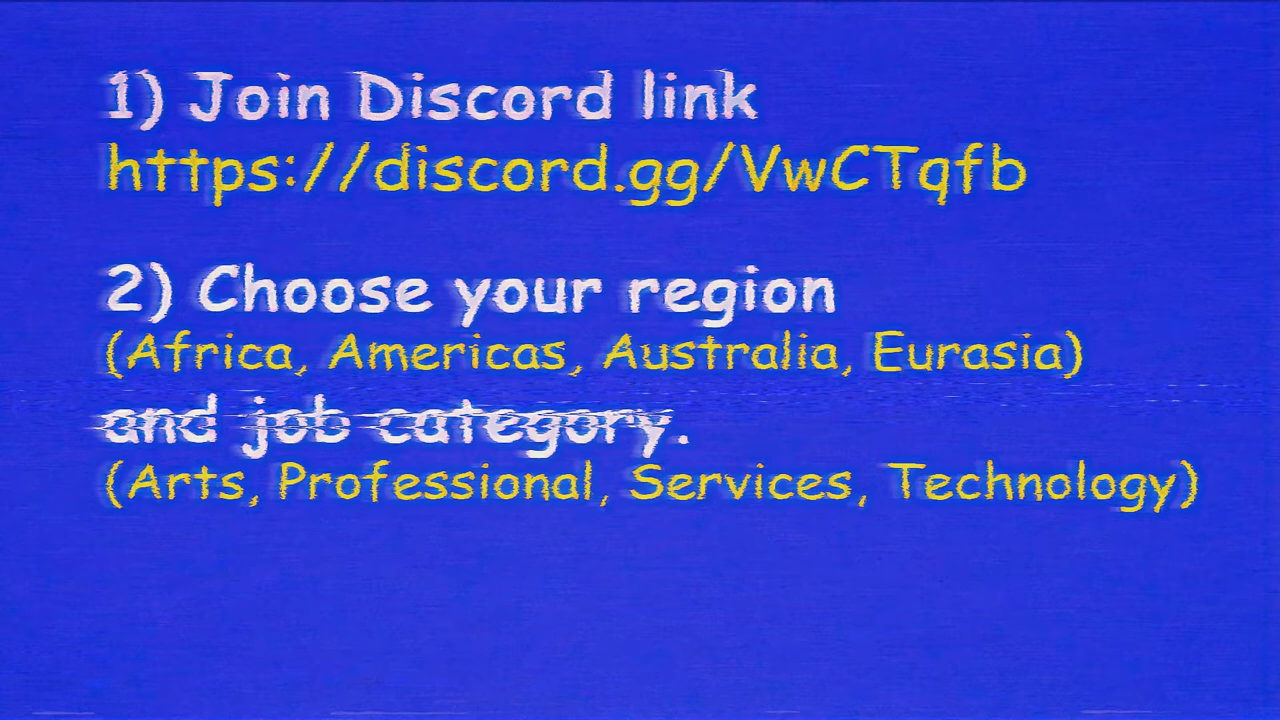 1) Join Discord link
https://discord.gg/VwCTqfb
2) Choose your region
(Africa, Americas, Australia, Eurasia)
and job category.
(Arts, Professional, Services, Technology)